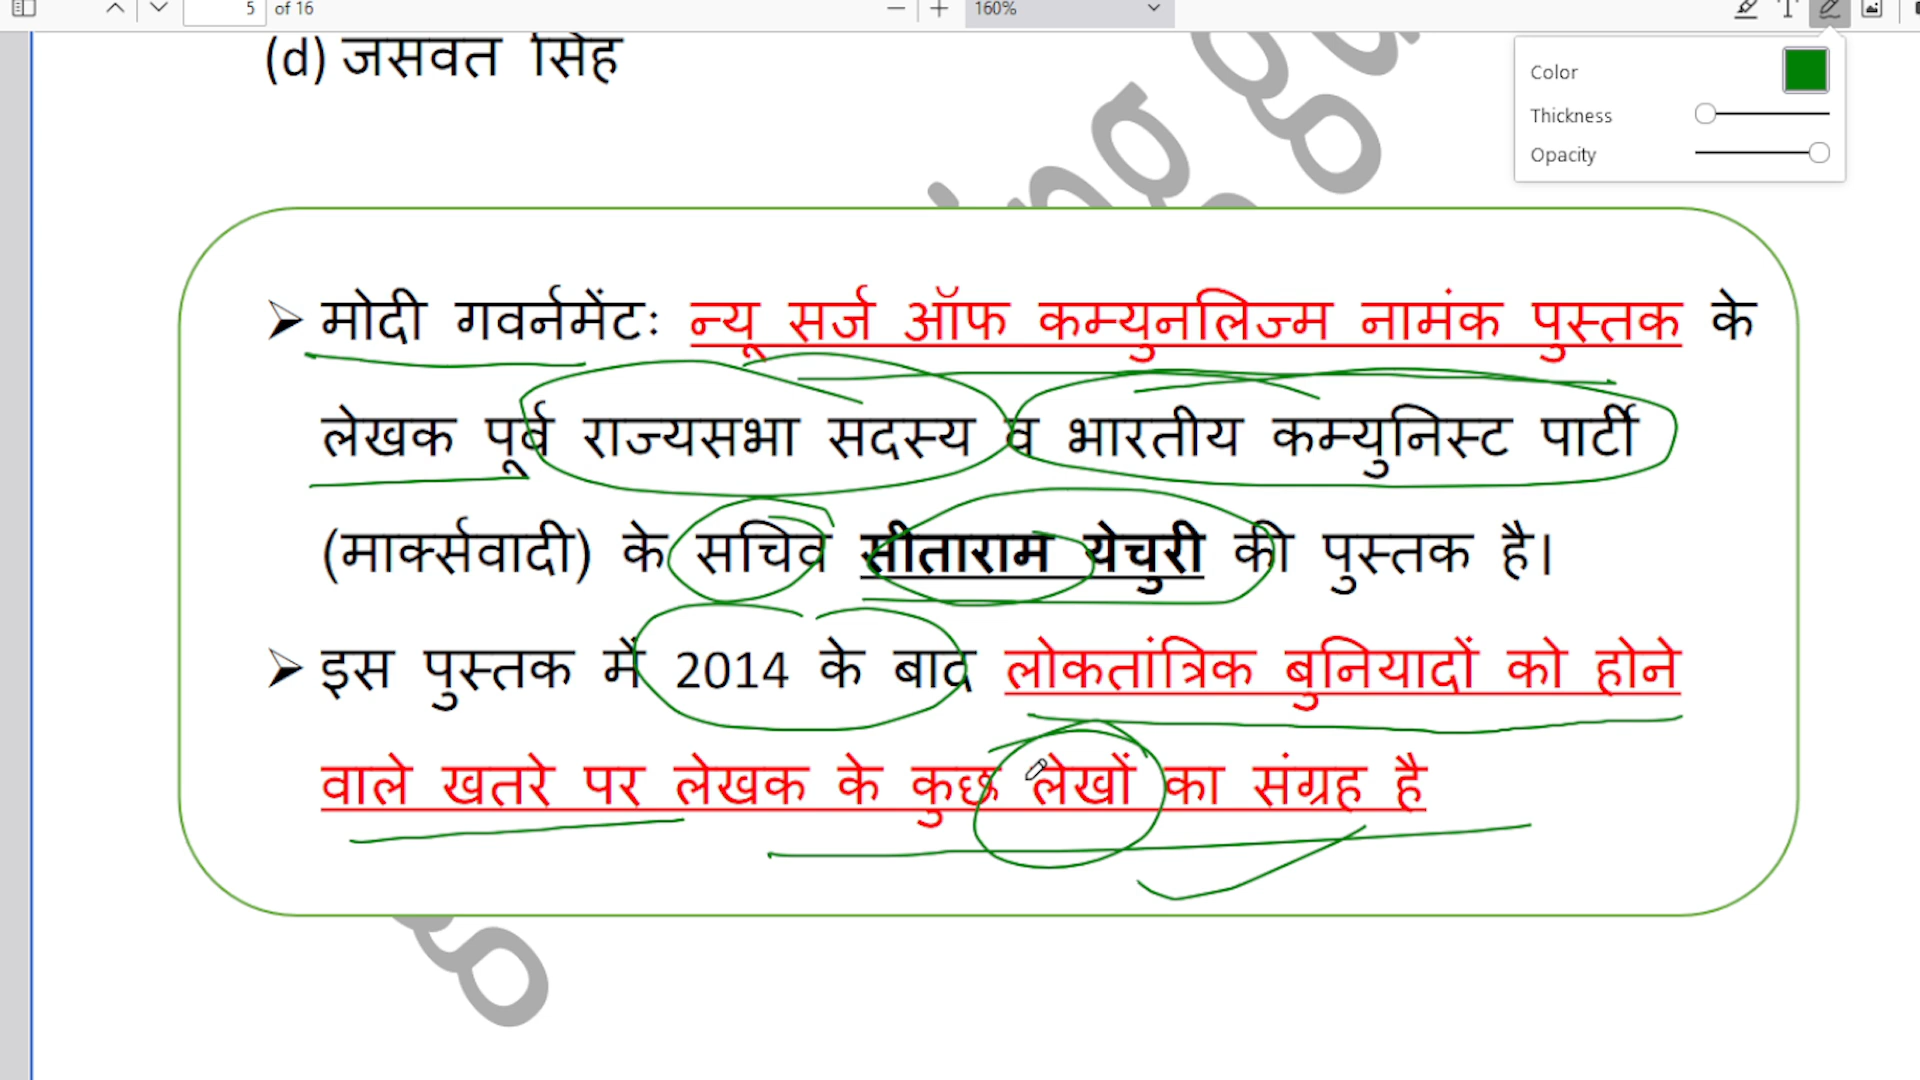 5 of 16
160%
(d) जसवत सिंह
Color
Thickness
Opacity
मोदी गवर्नमेंटः न्यू सर्ज ऑफ कम्युनलिज्म नामंक पुस्तक के
लेखक पूर्व राज्यसभा सदस्य व भारतीय कम्युनिस्ट पार्टी
(मार्क्सवादी) के सचिव सीताराम येचुरी की पुस्तक है।
इस पुस्तक में 2014 के बाद लोकतांत्रिक बुनियादों को होने
वाले खतरे पर लेखक के कुछ लेखों का संग्रह है